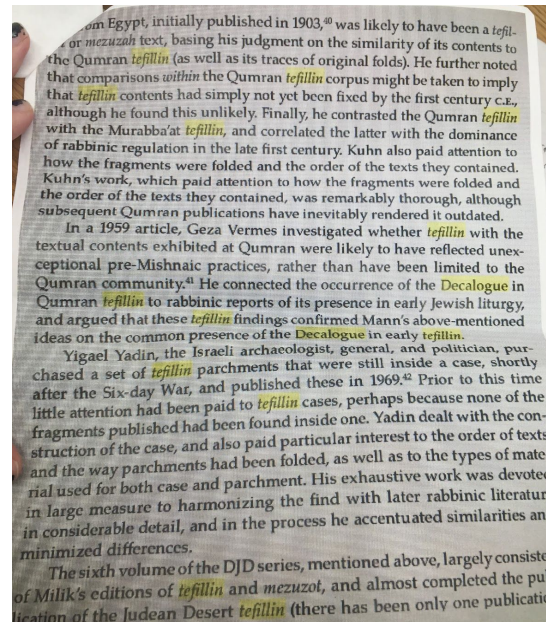 om Egypt, initially published in 1903,⁴⁰ was likely to have been a tefil-
or mezuzah text, basing his judgment on the similarity of its contents to
the Qumran tefillin (as well as its traces of original folds). He further noted
that comparisons within the Qumran tefillin corpus might be taken to imply
that tefillin contents had simply not yet been fixed by the first century C.E.,
although he found this unlikely. Finally, he contrasted the Qumran tefillin
with the Murabba'at tefillin, and correlated the latter with the dominance
of rabbinic regulation in the late first century. Kuhn also paid attention to
how the fragments were folded and the order of the texts they contained.
Kuhn's work, which paid attention to how the fragments were folded and
the order of the texts they contained, was remarkably thorough, although
subsequent Qumran publications have inevitably rendered it outdated.
In a 1959 article, Geza Vermes investigated whether tefillin with the
textual contents exhibited at Qumran were likely to have reflected unex-
ceptional pre-Mishnaic practices, rather than have been limited to the
Qumran community.⁴¹ He connected the occurrence of the Decalogue in
Qumran tefillin to rabbinic reports of its presence in early Jewish liturgy,
and argued that these tefillin findings confirmed Mann's above-mentioned
ideas on the common presence of the Decalogue in early tefillin.
Yigael Yadin, the Israeli archaeologist, general, and politician, pur-
chased a set of tefillin parchments that were still inside a case, shortly
after the Six-day War, and published these in 1969.⁴² Prior to this time
little attention had been paid to tefillin cases, perhaps because none of the
fragments published had been found inside one. Yadin dealt with the con-
struction of the case, and also paid particular interest to the order of texts
and the way parchments had been folded, as well as to the types of mate
rial used for both case and parchment. His exhaustive work was devoted
in large measure to harmonizing the find with later rabbinic literatur
in considerable detail, and in the process he accentuated similarities an
minimized differences.
The sixth volume of the DJD series, mentioned above, largely consiste
of Milik's editions of tefillin and mezuzot, and almost completed the pu
lication of the Judean Desert tefillin (there has been only one publicatio